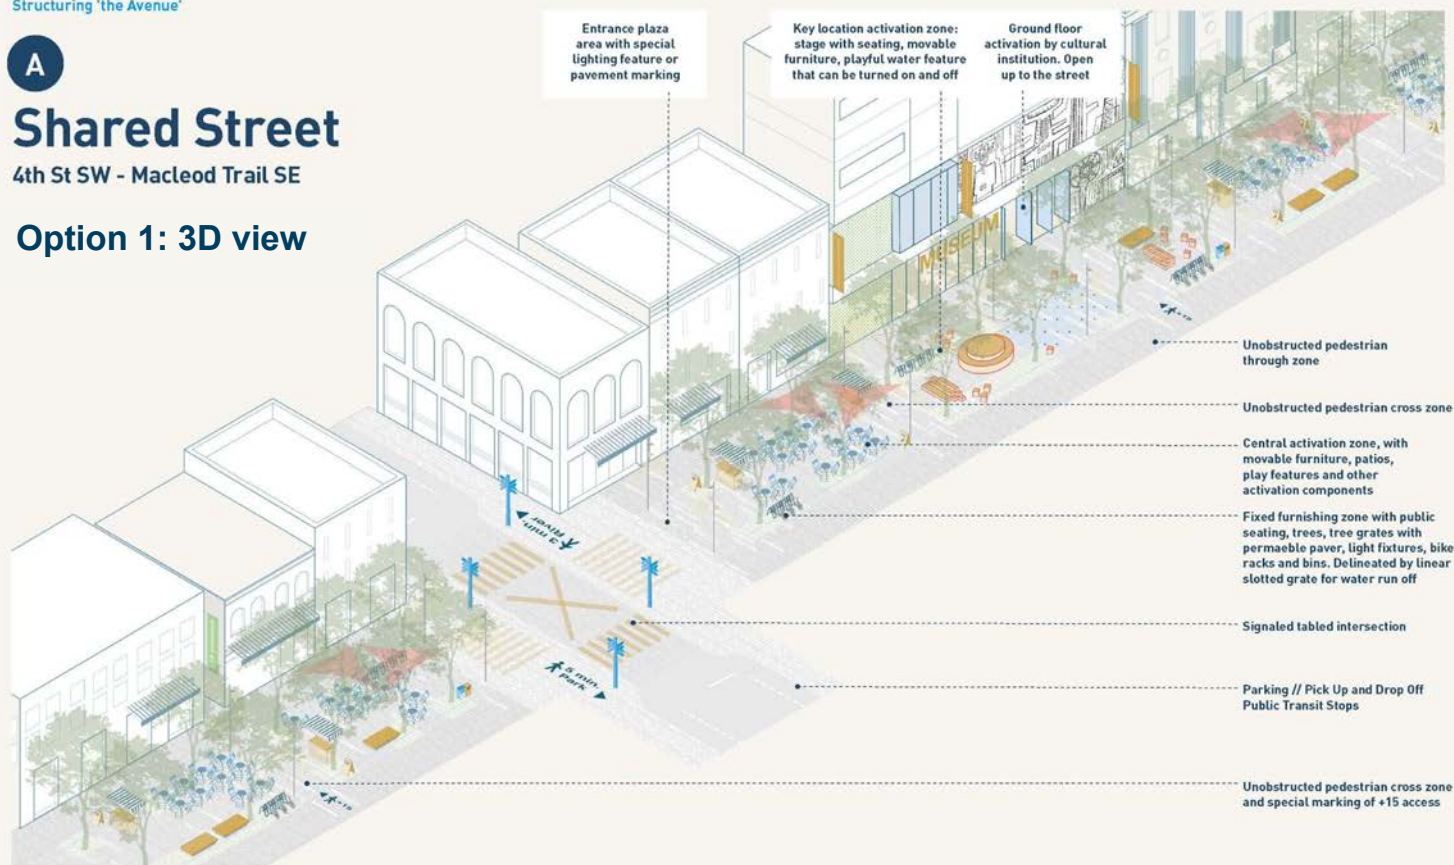 Structuring 'the Avenue'
A
Shared Street
4th St SW - Macleod Trail SE
Option 1: 3D view
Entrance plaza
area with special
lighting feature or
pavement marking
Key location activation zone:
stage with seating, movable
furniture, playful water feature
that can be turned on and off
Ground floor
activation by cultural
institution. Open
up to the street
MUSEUM
+15
Unobstructed pedestrian
through zone
Unobstructed pedestrian cross zone
Central activation zone, with
movable furniture, patios,
play features and other
activation components
Fixed furnishing zone with public
seating, trees, tree grates with
permaeble paver, light fixtures, bike
racks and bins. Delineated by linear
slotted grate for water run off
3 min.
River
Signaled tabled intersection
5 min.
Park
Parking // Pick Up and Drop Off
Public Transit Stops
Unobstructed pedestrian cross zone
and special marking of +15 access
+15